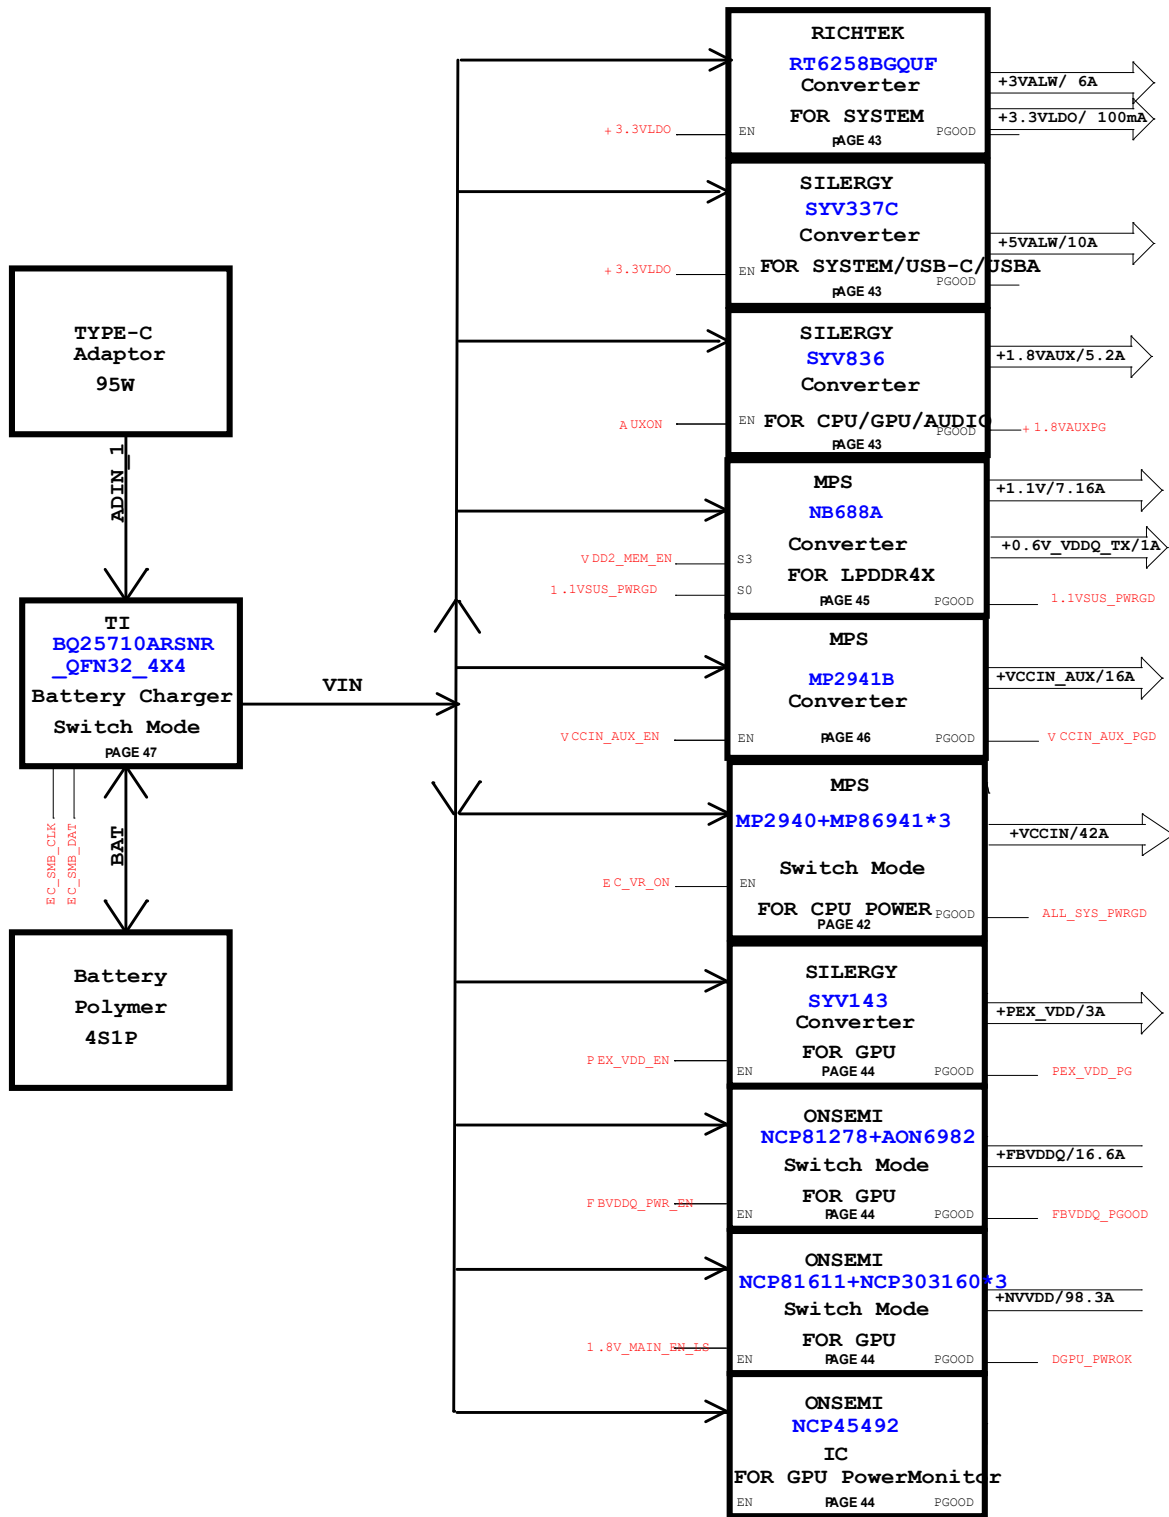 TYPE-C
Adaptor
95W
ADIN_1
TI
BQ25710ARSNR
_QFN32_4X4
Battery Charger
Switch Mode
PAGE 47
EC_SMB_CLK
EC_SMB_DAT
BAT
Battery
Polymer
4S1P
VIN
RICHTEK
RT6258BGQUF
Converter
FOR SYSTEM
+3.3VLDO
EN
PGOOD
PAGE 43
+3VALW/ 6A
+3.3VLDO/ 100mA
SILERGY
SYV337C
Converter
+3.3VLDO
EN
FOR SYSTEM/USB-C/USBA
PGOOD
PAGE 43
+5VALW/10A
SILERGY
SYV836
Converter
AUXON
EN
FOR CPU/GPU/AUDIO
PGOOD
PAGE 43
+1.8VAUX/5.2A
+1.8VAUXPG
MPS
NB688A
Converter
FOR LPDDR4X
VDD2_MEM_EN
S3
1.1VSUS_PWRGD
S0
PAGE 45
PGOOD
+1.1V/7.16A
+0.6V_VDDQ_TX/1A
1.1VSUS_PWRGD
MPS
MP2941B
Converter
VCCIN_AUX_EN
EN
PAGE 46
PGOOD
+VCCIN_AUX/16A
VCCIN_AUX_PGD
MPS
MP2940+MP86941*3
Switch Mode
EC_VR_ON
EN
FOR CPU POWER
PGOOD
PAGE 42
+VCCIN/42A
ALL_SYS_PWRGD
SILERGY
SYV143
Converter
FOR GPU
PEX_VDD_EN
EN
PAGE 44
PGOOD
+PEX_VDD/3A
PEX_VDD_PG
ONSEMI
NCP81278+AON6982
Switch Mode
FOR GPU
FBVDDQ_PWR_EN
EN
PAGE 44
PGOOD
+FBVDDQ/16.6A
FBVDDQ_PGOOD
ONSEMI
NCP81611+NCP303160*3
Switch Mode
FOR GPU
1.8V_MAIN_EN_LS
EN
PAGE 44
PGOOD
+NVVDD/98.3A
DGPU_PWROK
ONSEMI
NCP45492
IC
FOR GPU PowerMonitor
EN
PAGE 44
PGOOD